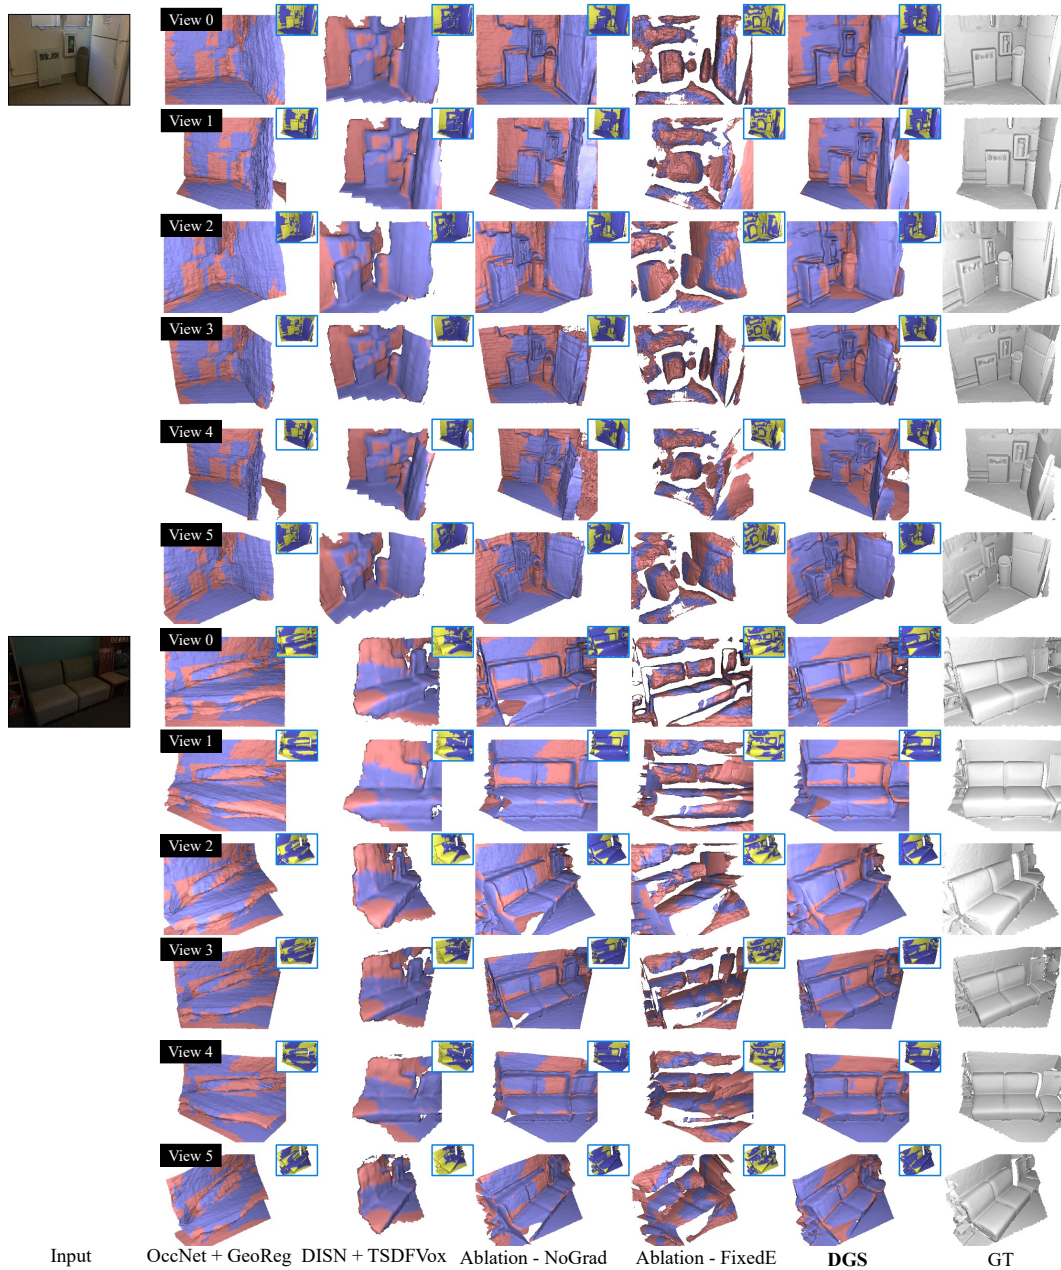 View 0
View 1
View 2
View 3
View 4
View 5
View 0
View 1
View 2
View 3
View 4
View 5
Input OccNet + GeoReg DISN + TSDFVox Ablation - NoGrad Ablation - FixedE DGS GT